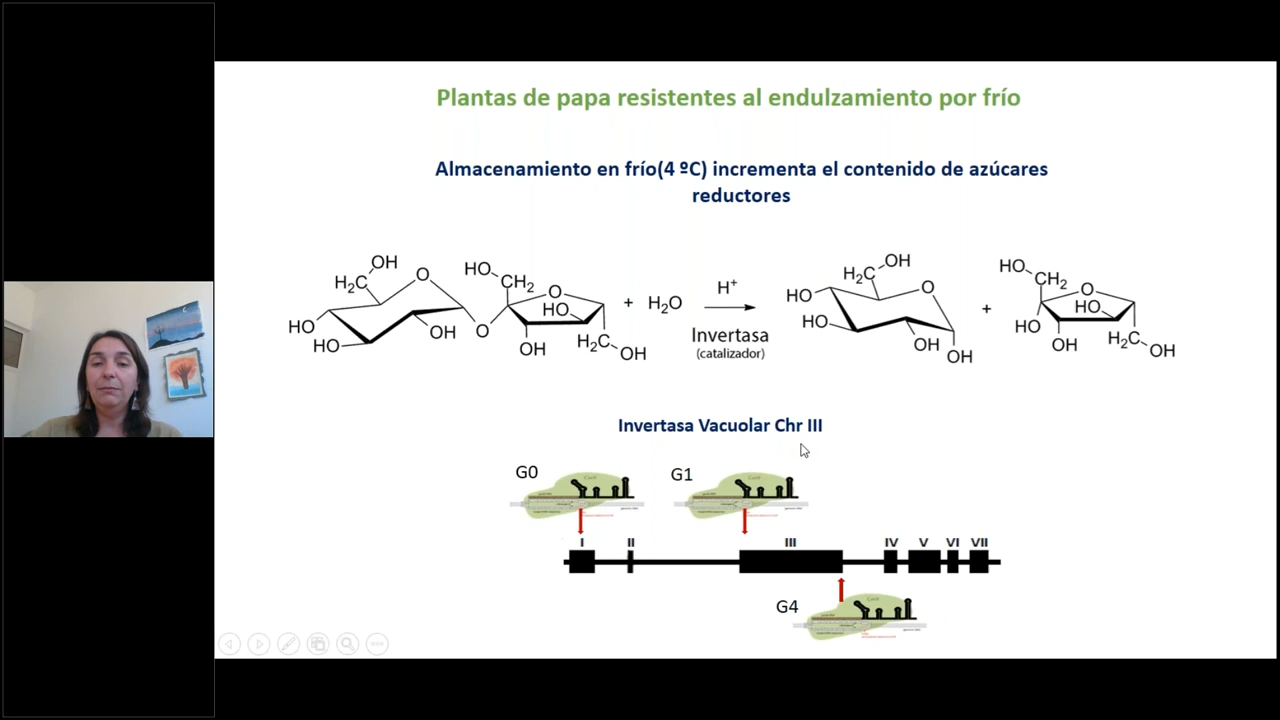 Plantas de papa resistentes al endulzamiento por frío
Almacenamiento en frío(4 ºC) incrementa el contenido de azúcares
reductores
OH
H₂C
O
HO
HO
OH
O
HO
CH₂
O
HO
OH
H₂C
OH
+ H₂O
H⁺
Invertasa
(catalizador)
OH
H₂C
O
HO
HO
OH
OH
+
HO
CH₂
O
HO
HO
OH
H₂C
OH
Invertasa Vacuolar Chr III
G0
G1
I II III IV V VI VII
G4